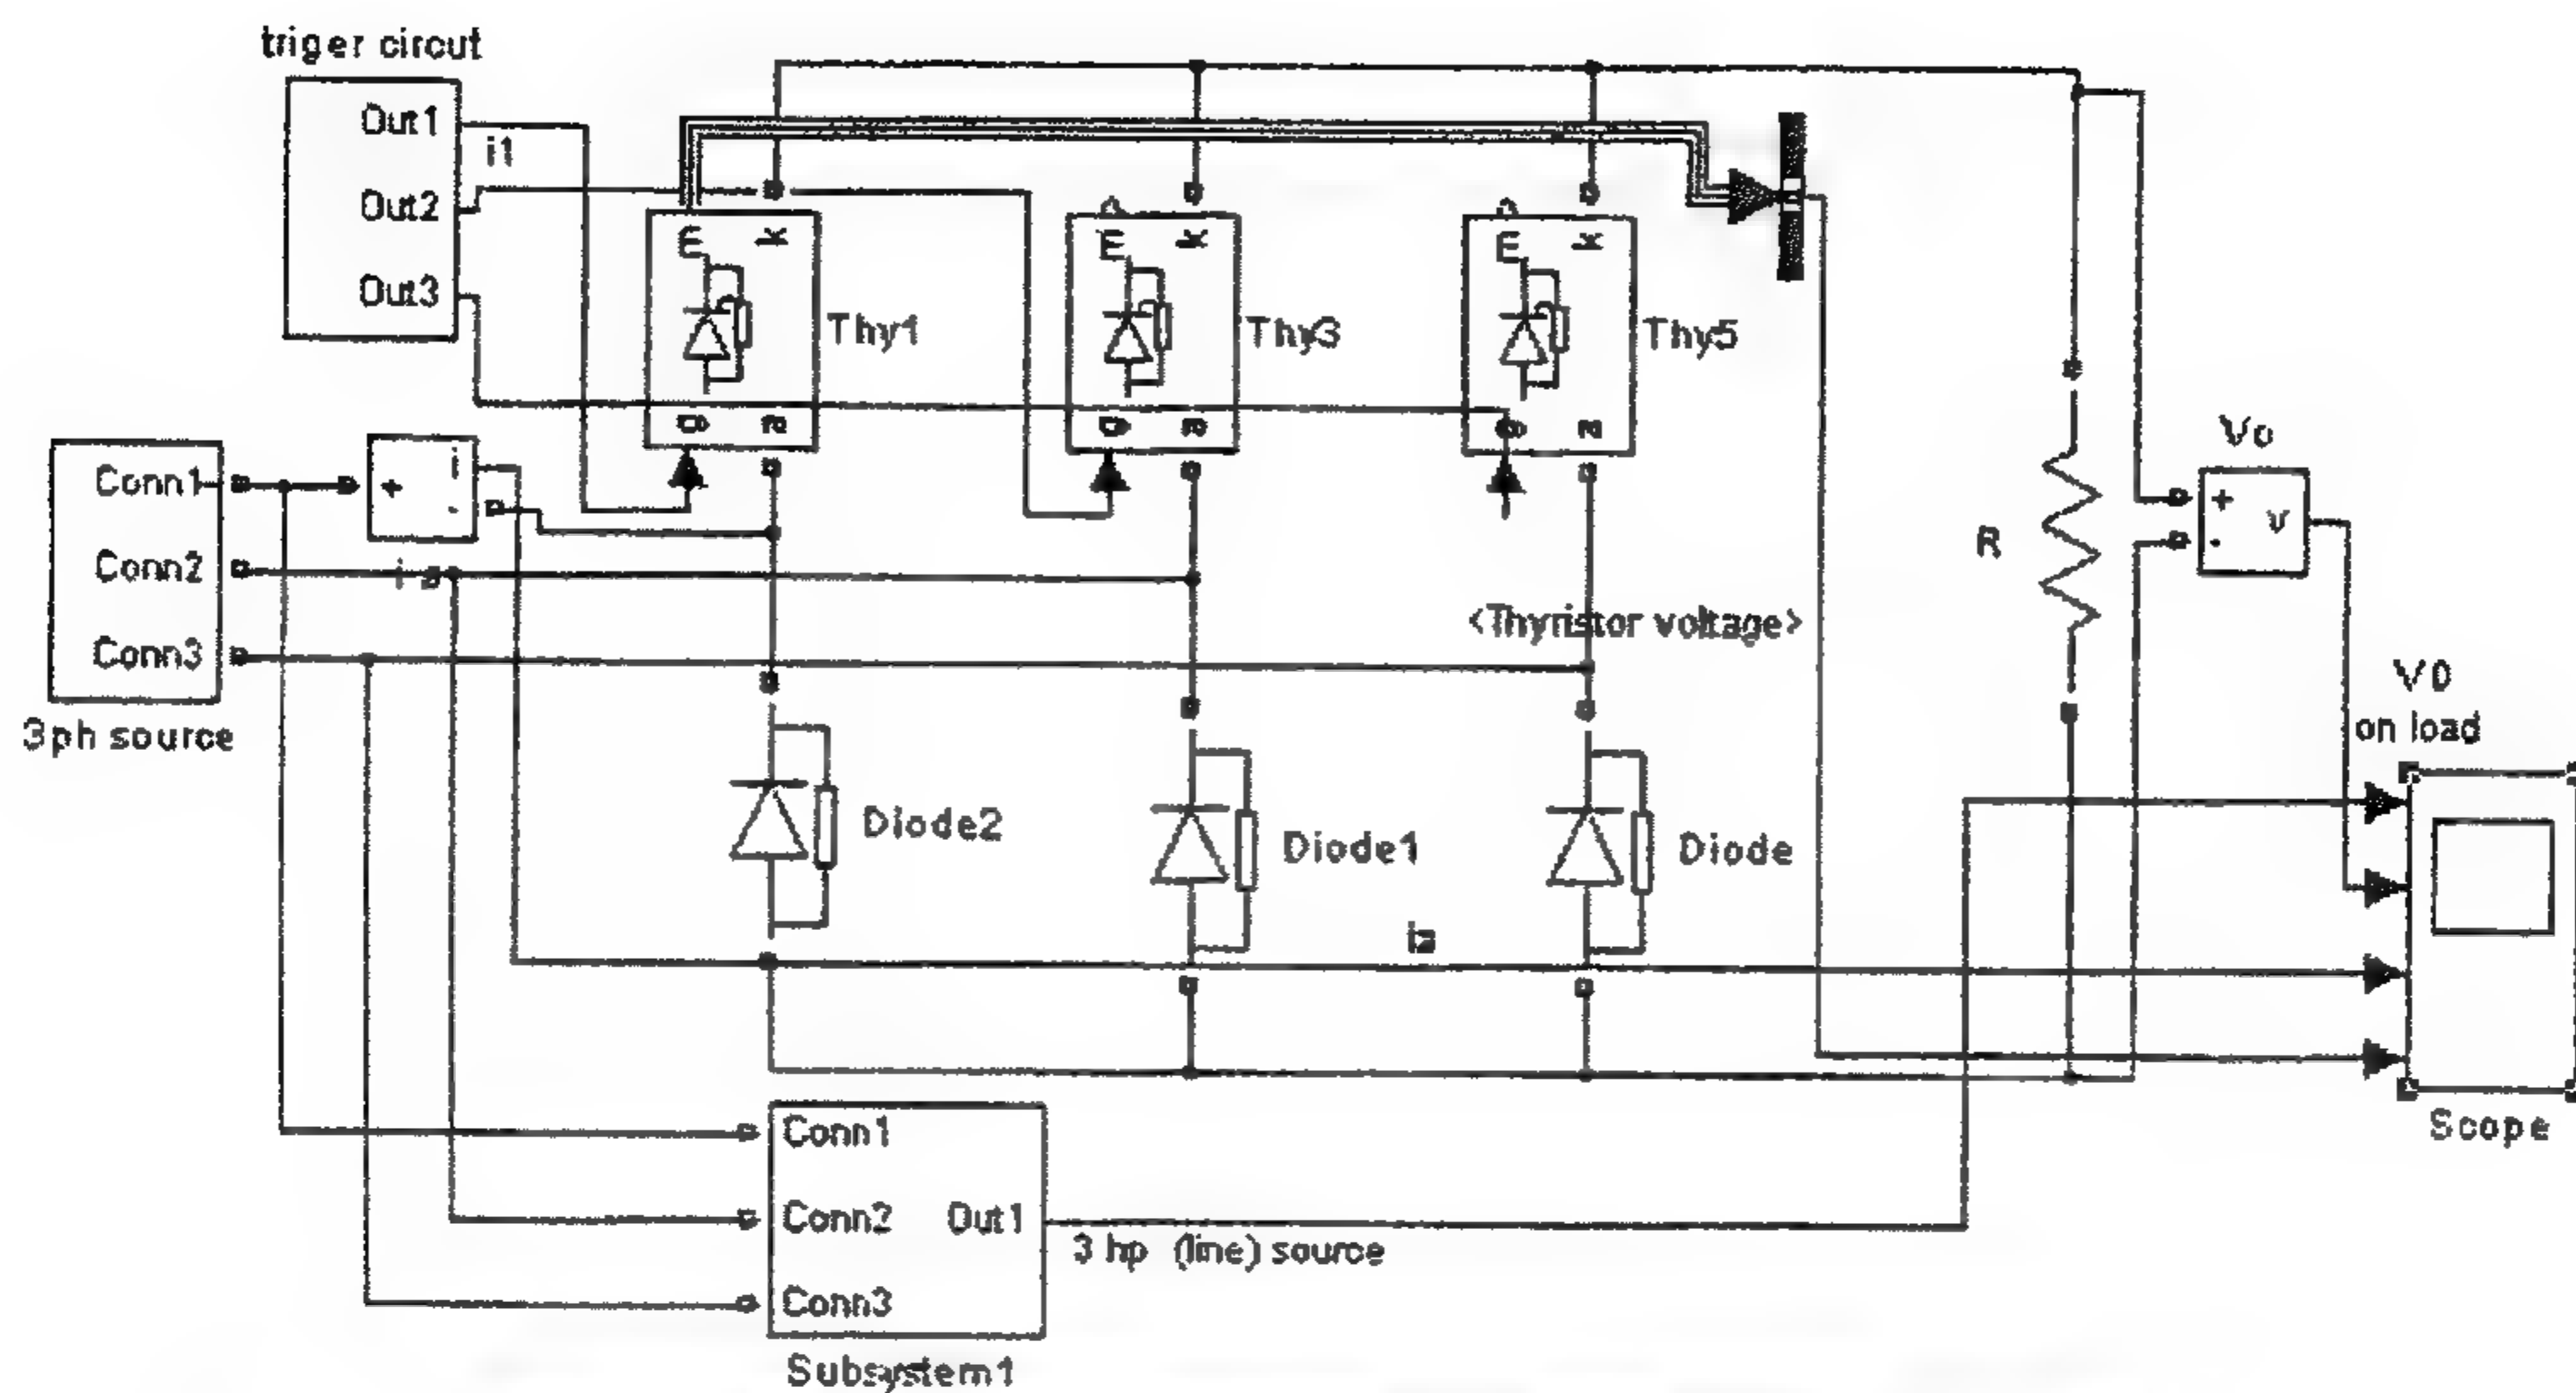 triger circut
Out1
i1
Out2
Out3
m k
m k
m k
Thy1
Thy3
Thy5
g a
g a
g a
Conn1
+ i
-
Conn2
Conn3
3ph source
<Thyristor voltage>
R
Vo
+ v
-
V0
on load
Diode2
Diode1
Diode
ia
Scope
Conn1
Conn2 Out1
Conn3
3 hp (line) source
Subsystem1